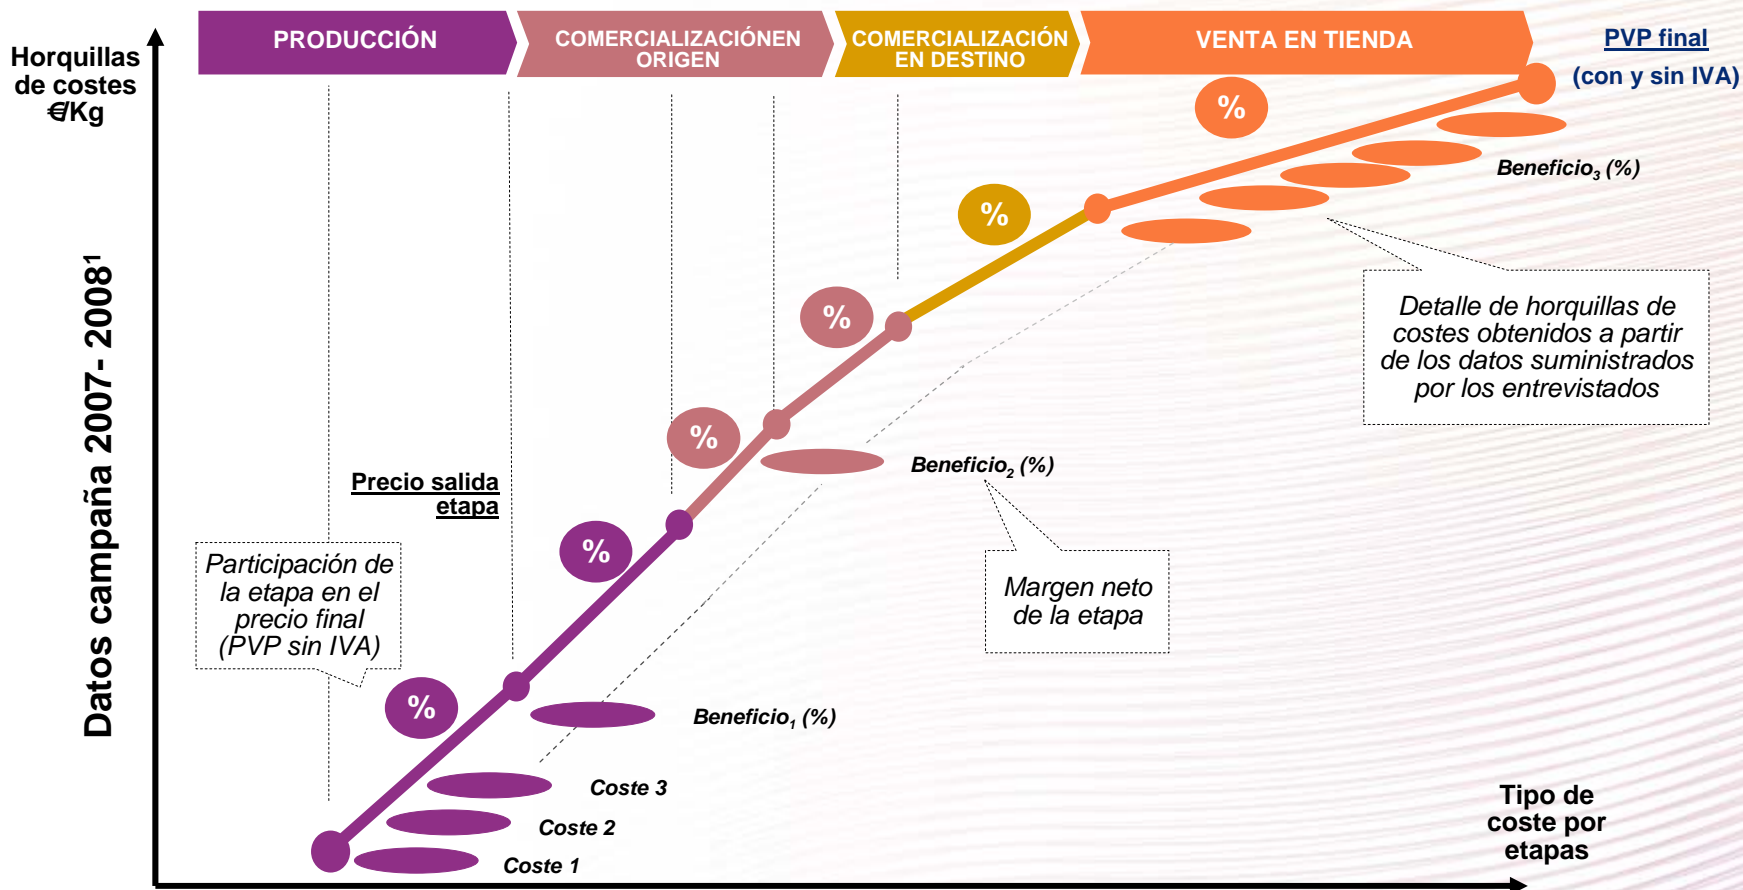 PRODUCCIÓN
COMERCIALIZACIÓNEN
ORIGEN
COMERCIALIZACIÓN
EN DESTINO
VENTA EN TIENDA
PVP final
(con y sin IVA)
Horquillas
de costes
€/Kg
Datos campaña 2007- 2008¹
%
%
%
%
%
%
Beneficio₃ (%)
Detalle de horquillas de
costes obtenidos a partir
de los datos suministrados
por los entrevistados
Beneficio₂ (%)
Precio salida
etapa
Participación de
la etapa en el
precio final
(PVP sin IVA)
Margen neto
de la etapa
Beneficio₁ (%)
Coste 3
Coste 2
Coste 1
Tipo de
coste por
etapas